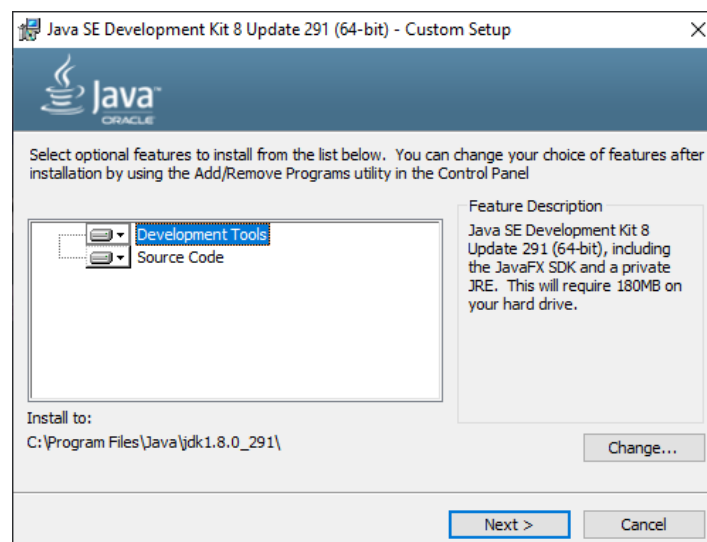 Java SE Development Kit 8 Update 291 (64-bit) - Custom Setup
Java™
ORACLE
Select optional features to install from the list below. You can change your choice of features after
installation by using the Add/Remove Programs utility in the Control Panel
Development Tools
Source Code
Feature Description
Java SE Development Kit 8
Update 291 (64-bit), including
the JavaFX SDK and a private
JRE. This will require 180MB on
your hard drive.
Install to:
C:\Program Files\Java\jdk1.8.0_291\
Change...
Next >
Cancel